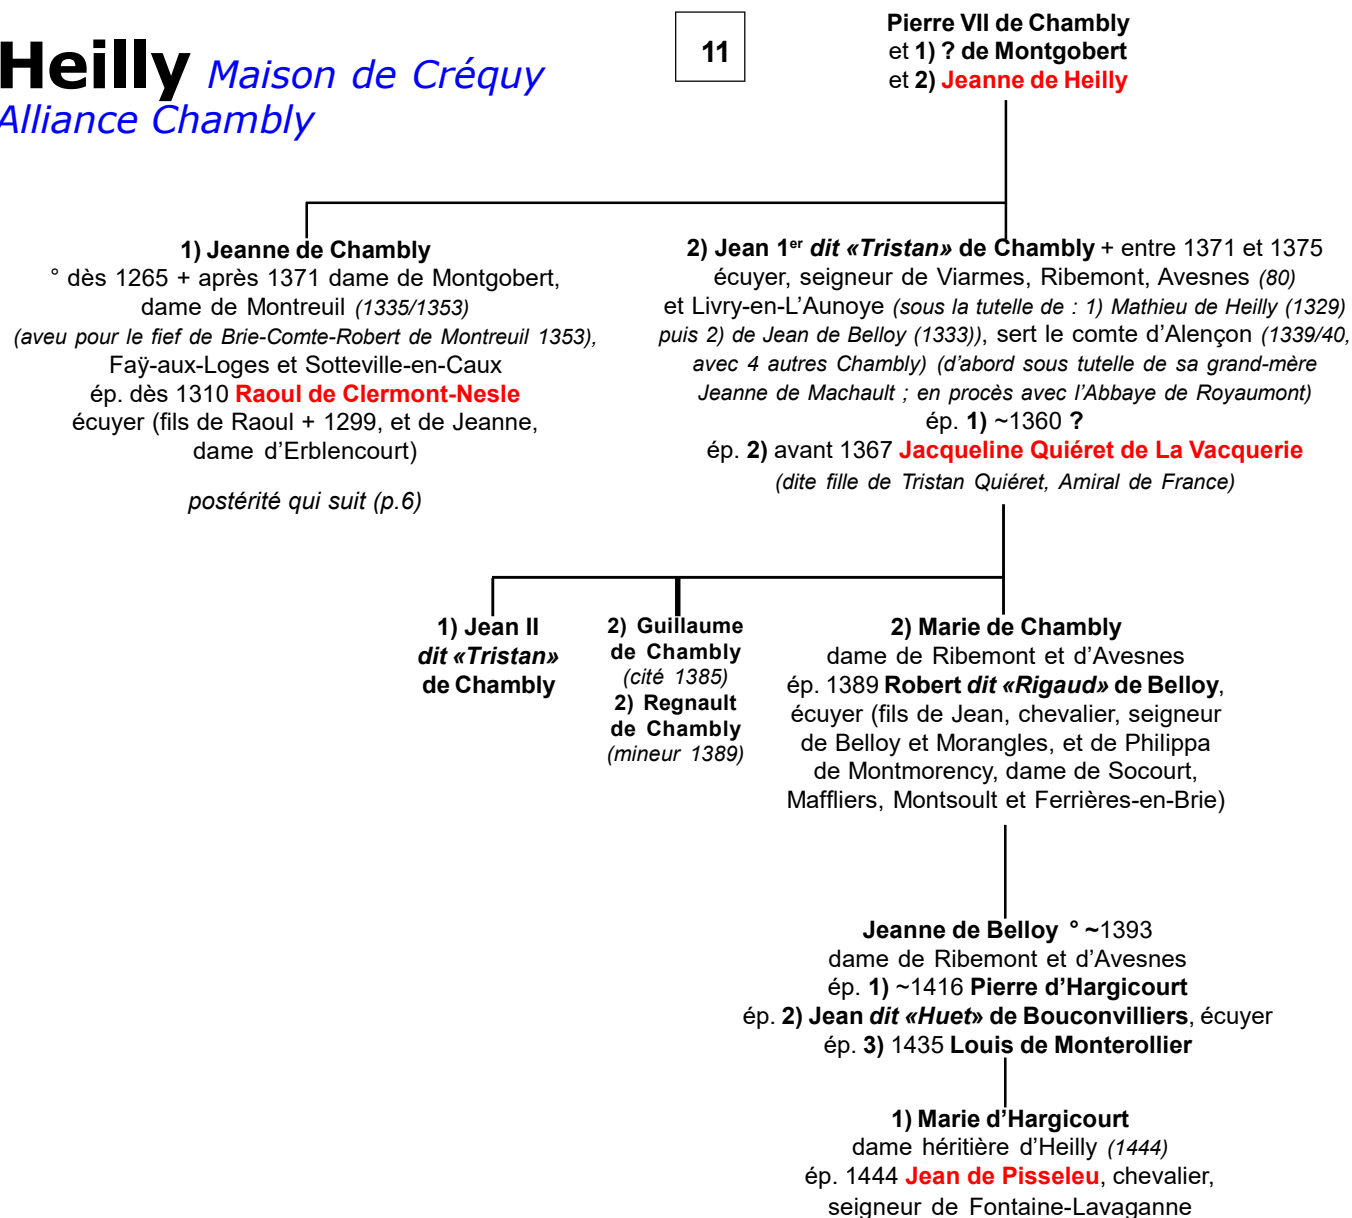 Heilly Maison de Créquy
Alliance Chambly
11
Pierre VII de Chambly
et 1) ? de Montgobert
et 2) Jeanne de Heilly
1) Jeanne de Chambly
° dès 1265 + après 1371 dame de Montgobert,
dame de Montreuil (1335/1353)
(aveu pour le fief de Brie-Comte-Robert de Montreuil 1353),
Faÿ-aux-Loges et Sotteville-en-Caux
ép. dès 1310 Raoul de Clermont-Nesle
écuyer (fils de Raoul + 1299, et de Jeanne,
dame d’Erblencourt)
postérité qui suit (p.6)
2) Jean 1er dit «Tristan» de Chambly + entre 1371 et 1375
écuyer, seigneur de Viarmes, Ribemont, Avesnes (80)
et Livry-en-L’Aunoye (sous la tutelle de : 1) Mathieu de Heilly (1329)
puis 2) de Jean de Belloy (1333)), sert le comte d’Alençon (1339/40,
avec 4 autres Chambly) (d’abord sous tutelle de sa grand-mère
Jeanne de Machault ; en procès avec l’Abbaye de Royaumont)
ép. 1) ~1360 ?
ép. 2) avant 1367 Jacqueline Quiéret de La Vacquerie
(dite fille de Tristan Quiéret, Amiral de France)
1) Jean II
dit «Tristan»
de Chambly
2) Guillaume
de Chambly
(cité 1385)
2) Regnault
de Chambly
(mineur 1389)
2) Marie de Chambly
dame de Ribemont et d’Avesnes
ép. 1389 Robert dit «Rigaud» de Belloy,
écuyer (fils de Jean, chevalier, seigneur
de Belloy et Morangles, et de Philippa
de Montmorency, dame de Socourt,
Maffliers, Montsoult et Ferrières-en-Brie)
Jeanne de Belloy ° ~1393
dame de Ribemont et d’Avesnes
ép. 1) ~1416 Pierre d’Hargicourt
ép. 2) Jean dit «Huet» de Bouconvilliers, écuyer
ép. 3) 1435 Louis de Monterollier
1) Marie d’Hargicourt
dame héritière d’Heilly (1444)
ép. 1444 Jean de Pisseleu, chevalier,
seigneur de Fontaine-Lavaganne